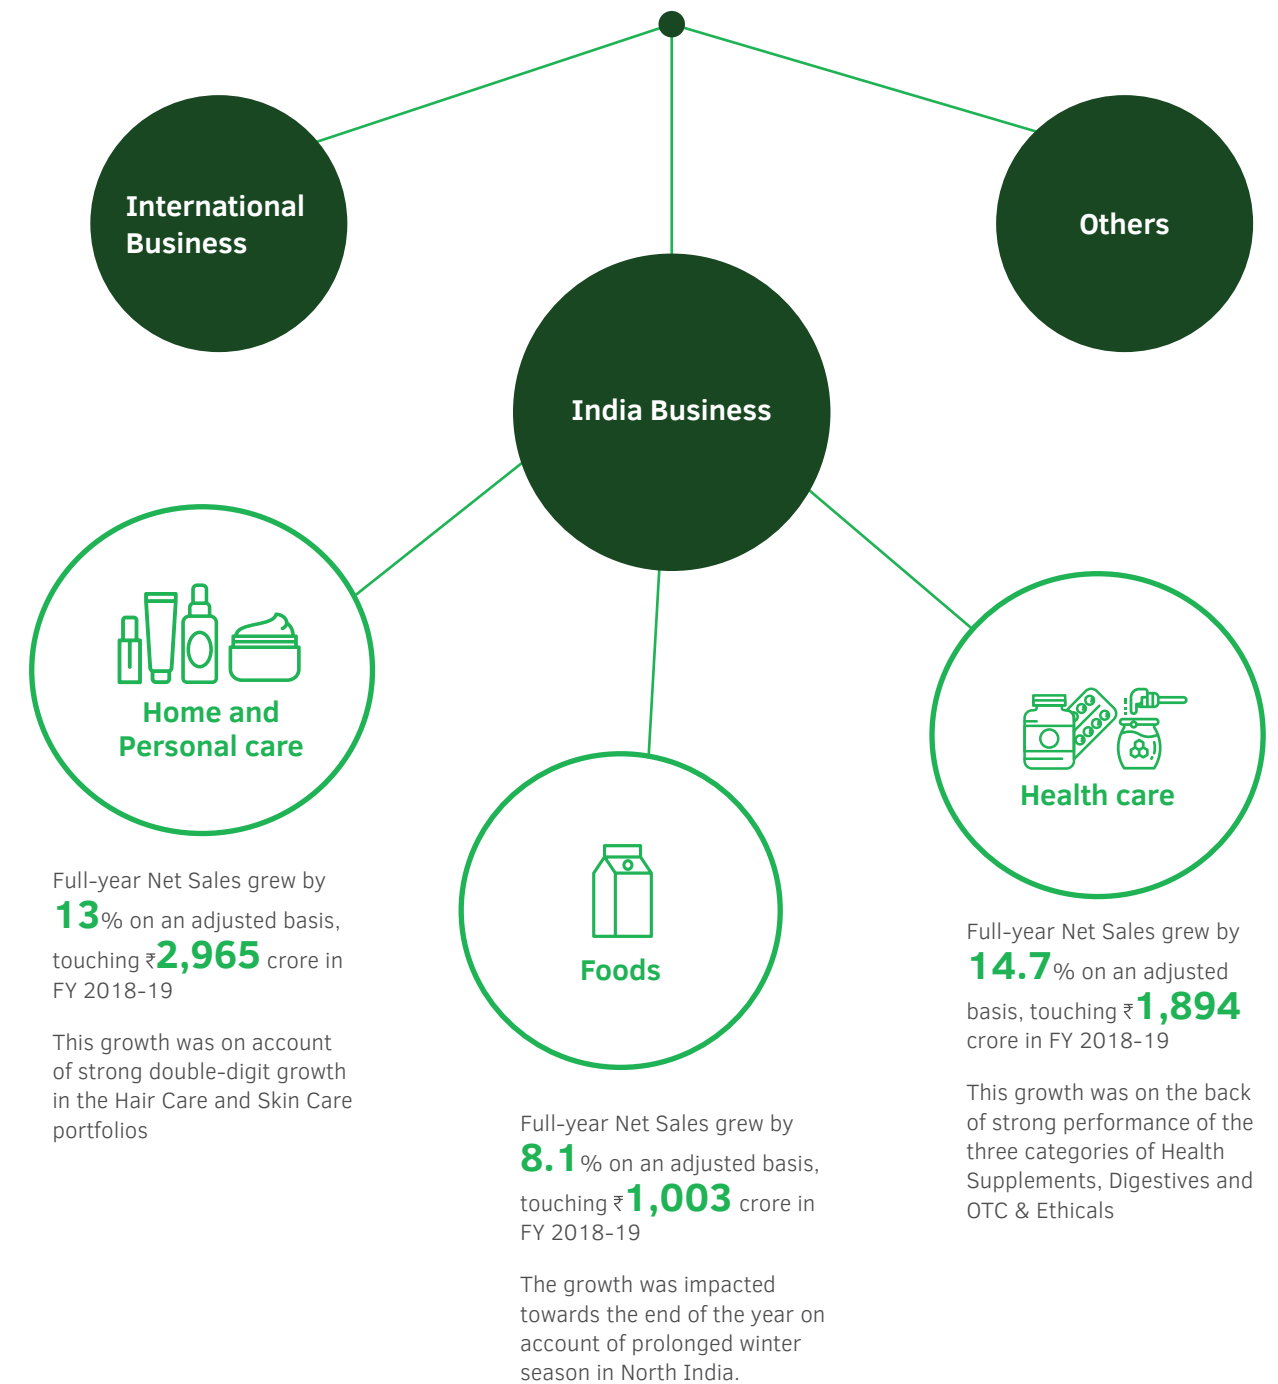 International
Business
Others
India Business
Home and
Personal care
Full-year Net Sales grew by
13% on an adjusted basis,
touching ₹2,965 crore in
FY 2018-19
This growth was on account
of strong double-digit growth
in the Hair Care and Skin Care
portfolios
Foods
Full-year Net Sales grew by
8.1% on an adjusted basis,
touching ₹1,003 crore in
FY 2018-19
The growth was impacted
towards the end of the year on
account of prolonged winter
season in North India.
Health care
Full-year Net Sales grew by
14.7% on an adjusted
basis, touching ₹1,894
crore in FY 2018-19
This growth was on the back
of strong performance of the
three categories of Health
Supplements, Digestives and
OTC & Ethicals